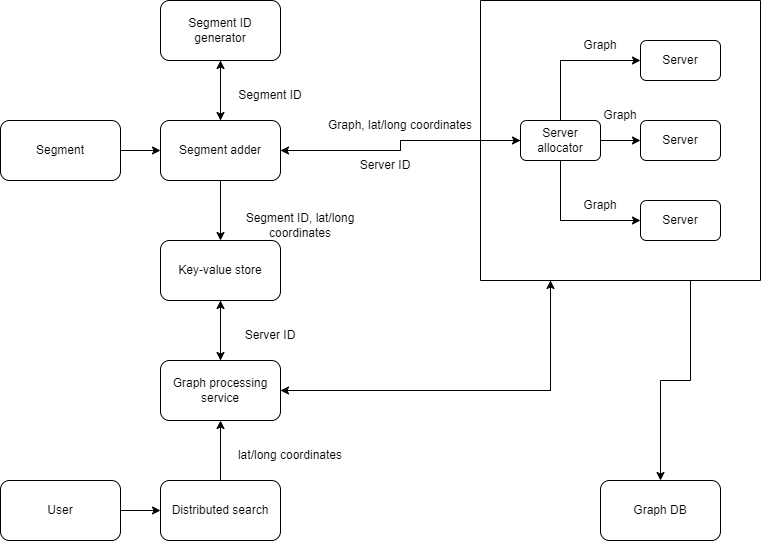 Segment ID
generator
Graph
Server
Segment ID
Graph
Graph, lat/long coordinates
Segment
Segment adder
Server
allocator
Server
Server ID
Graph
Server
Segment ID, lat/long
coordinates
Key-value store
Server ID
Graph processing
service
lat/long coordinates
User
Distributed search
Graph DB